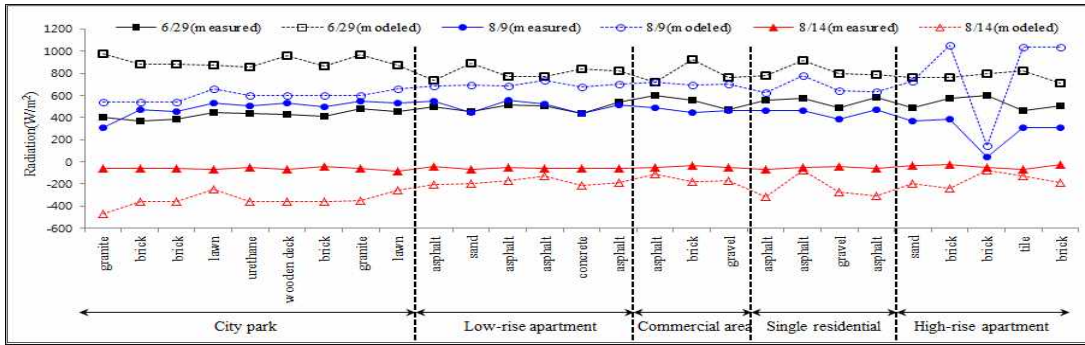 6/29(measured) 6/29(modeled) 8/9(measured) 8/9(modeled) 8/14(measured) 8/14(modeled)
Radiation(W/m²)
1200
1000
800
600
400
200
0
-200
-400
-600
granite
brick
brick
lawn
urethane
wooden deck
brick
granite
lawn
asphalt
sand
asphalt
asphalt
concrete
asphalt
asphalt
brick
gravel
asphalt
asphalt
gravel
asphalt
sand
brick
brick
tile
brick
City park Low-rise apartment Commercial area Single residential High-rise apartment